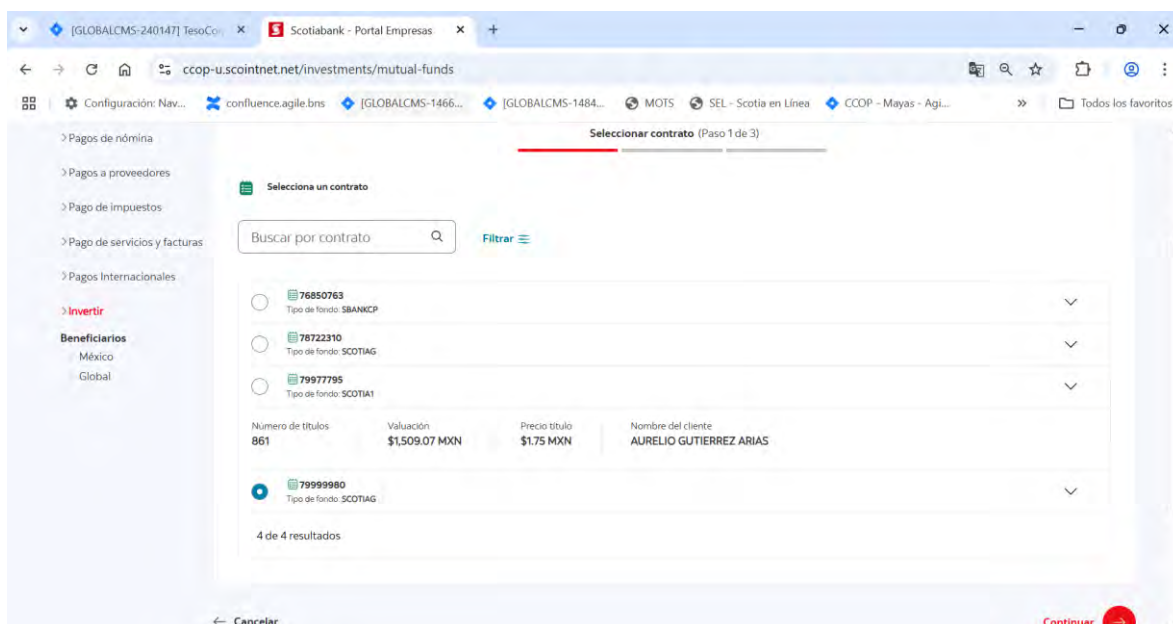 [GLOBALCMS-240147] TesoCo
Scotiabank - Portal Empresas
ccop-u.scointnet.net/investments/mutual-funds
Configuración: Nav...
confluence.agile.bns
[GLOBALCMS-1466...
[GLOBALCMS-1484...
MOTS
SEL - Scotia en Línea
CCOP - Mayas - Agi...
Todos los favoritos
Pagos de nómina
Pagos a proveedores
Pago de impuestos
Pago de servicios y facturas
Pagos Internacionales
Invertir
Beneficiarios
México
Global
Seleccionar contrato (Paso 1 de 3)
Selecciona un contrato
Buscar por contrato
Filtrar
76850763
Tipo de fondo: SBANKCP
78722310
Tipo de fondo: SCOTIAG
79977795
Tipo de fondo: SCOTIA1
Número de títulos Valuación Precio título Nombre del cliente
861 $1,509.07 MXN $1.75 MXN AURELIO GUTIERREZ ARIAS
79999980
Tipo de fondo: SCOTIAG
4 de 4 resultados
Cancelar
Continuar